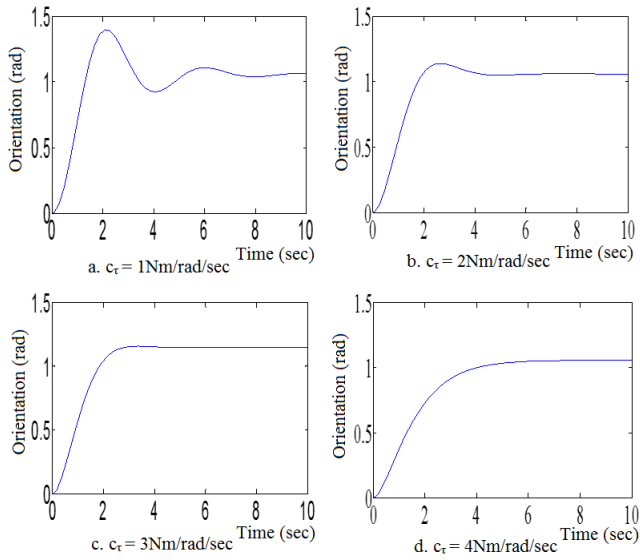 Orientation (rad)
1.5
1
0.5
0
0 2 4 6 8 10
Time (sec)
a. cτ = 1Nm/rad/sec
Orientation (rad)
1.5
1
0.5
0
0 2 4 6 8 10
Time (sec)
b. cτ = 2Nm/rad/sec
Orientation (rad)
1.5
1
0.5
0
0 2 4 6 8 10
Time (sec)
c. cτ = 3Nm/rad/sec
Orientation (rad)
1.5
1
0.5
0
0 2 4 6 8 10
Time (sec)
d. cτ = 4Nm/rad/sec